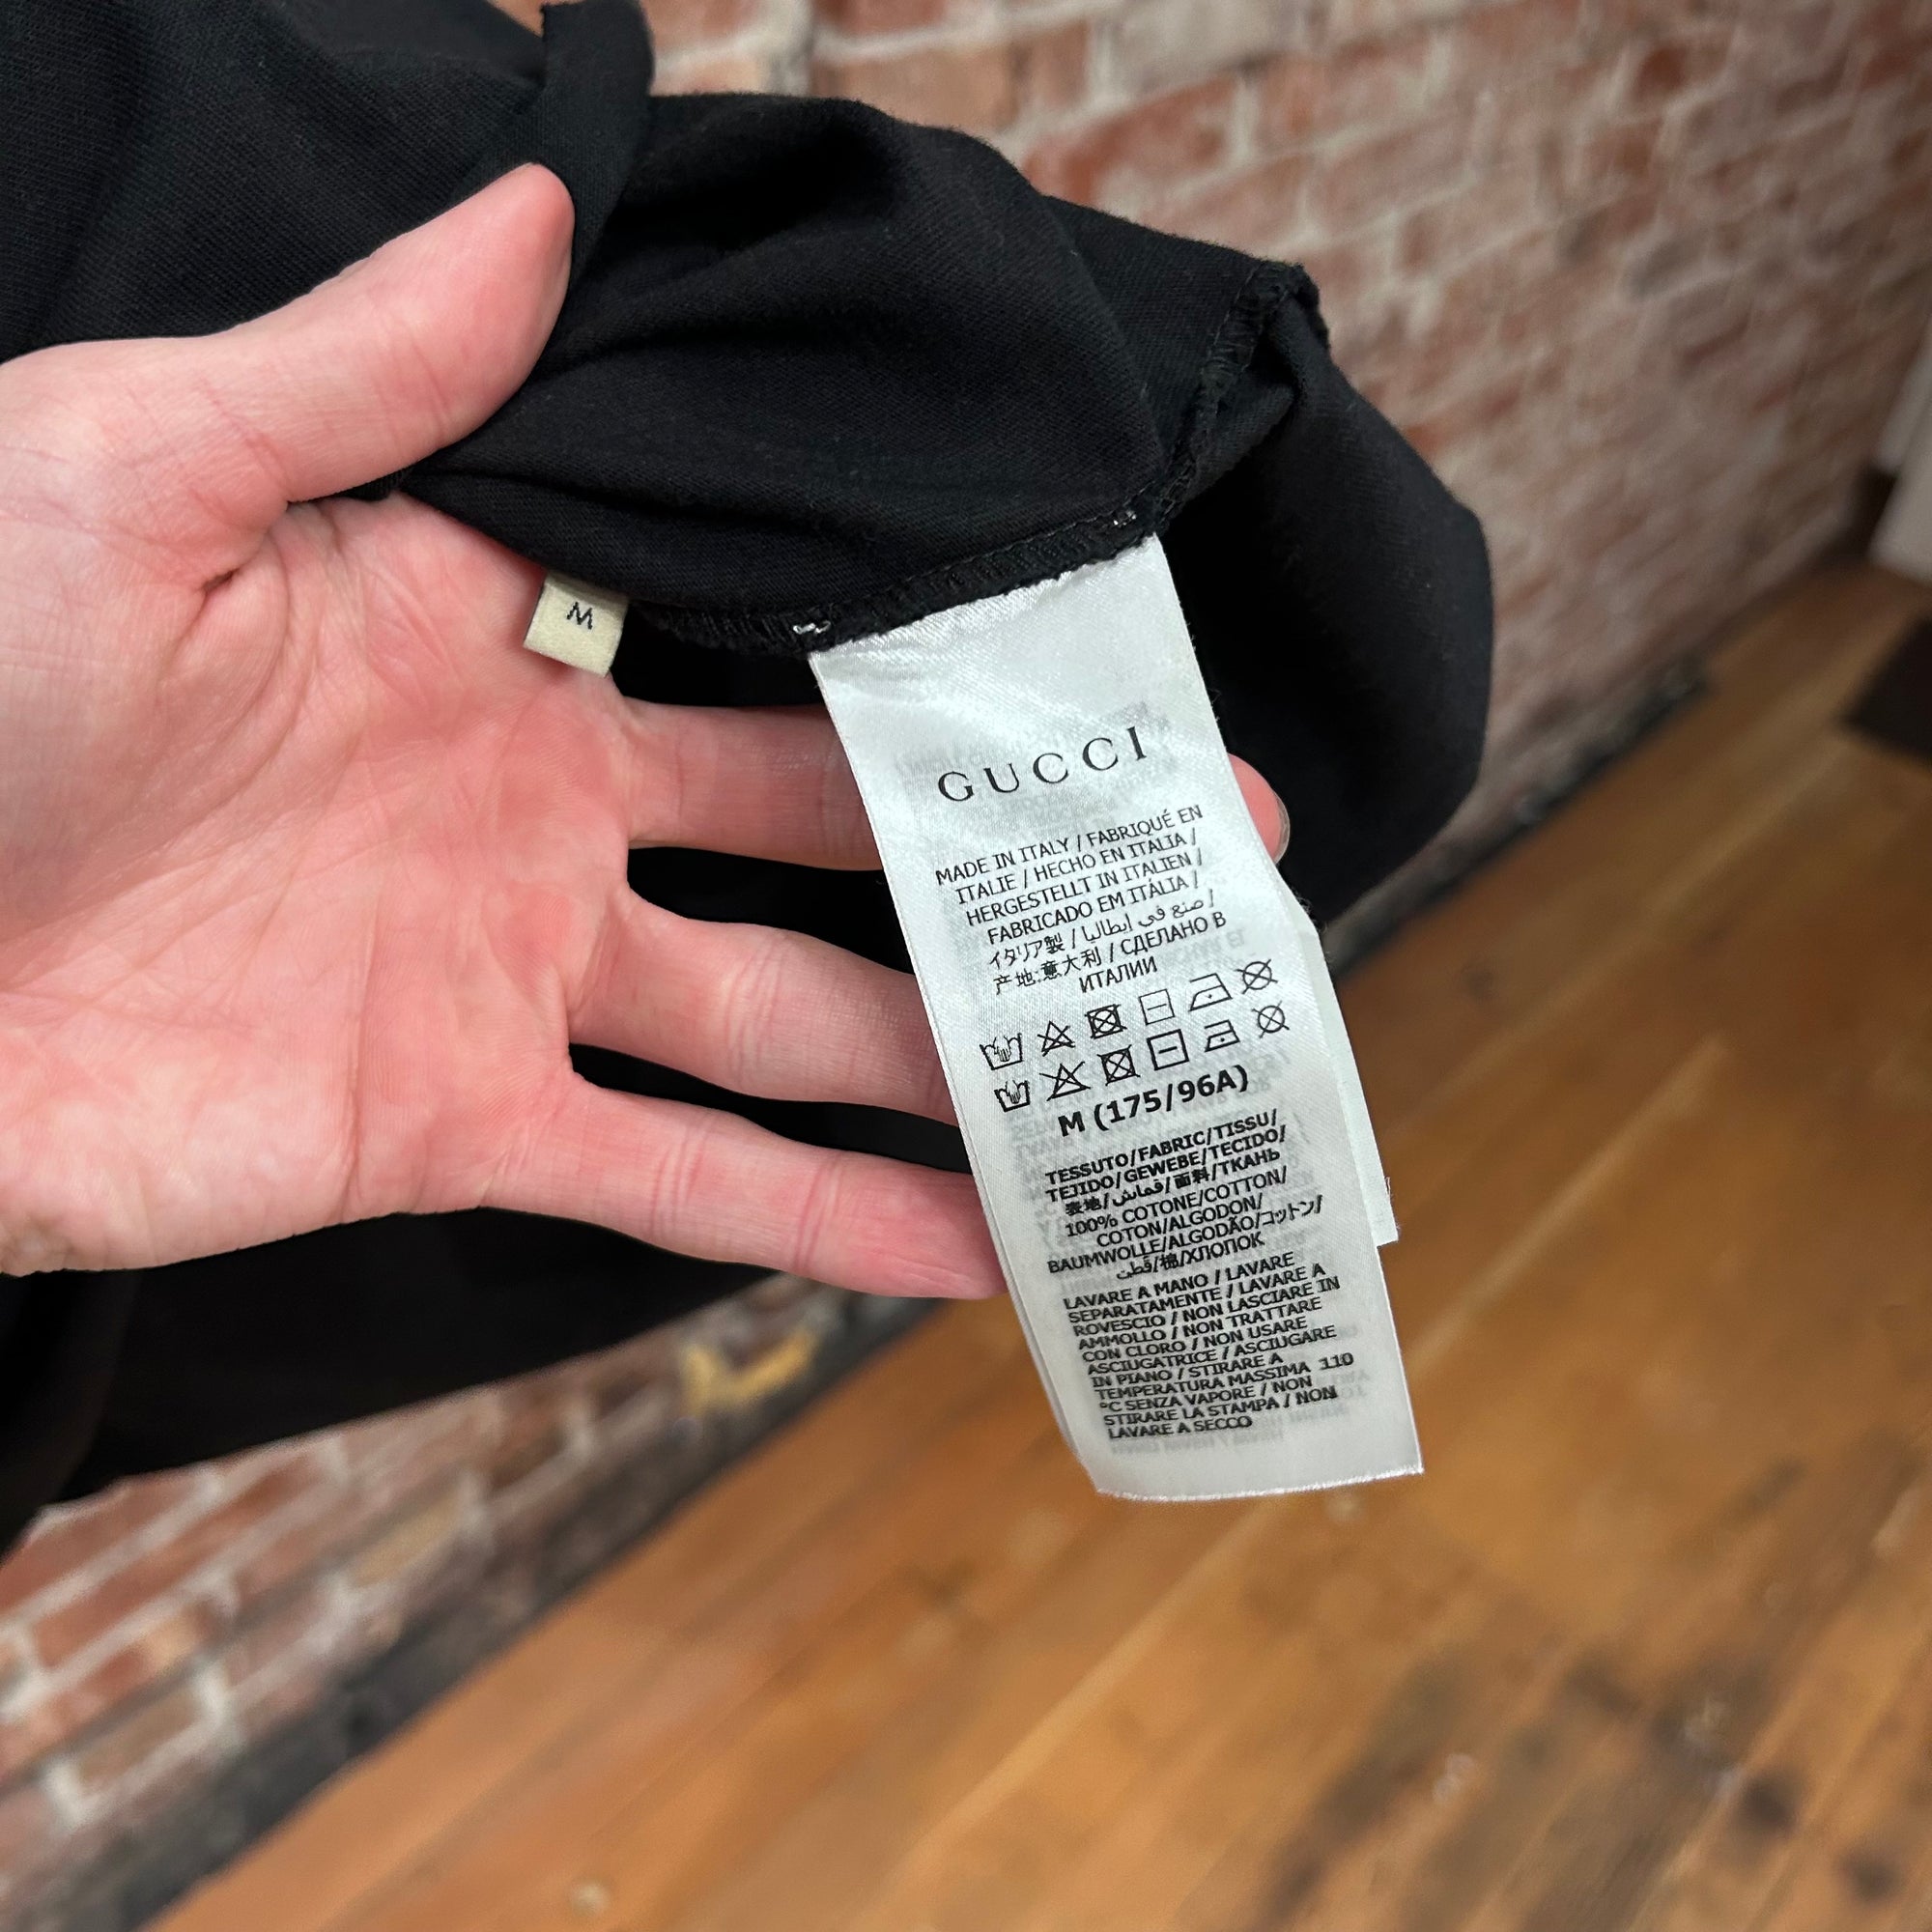 M
GUCCI
MADE IN ITALY / FABRIQUÉ EN
ITALIE / HECHO EN ITALIA /
HERGESTELLT IN ITALIEN /
FABRICADO EM ITÁLIA /
イタリア製 / صنع في إيطاليا /
产地:意大利 / СДЕЛАНО В
ИТАЛИИ
M (175/96A)
TESSUTO/FABRIC/TISSU/
TEJIDO/GEWEBE/TECIDO/
表地/قماش/面料/ТКАНЬ
100% COTONE/COTTON/
COTON/ALGODON/
BAUMWOLLE/ALGODÃO/コットン/
قطن/棉/ХЛОПОК
LAVARE A MANO / LAVARE
SEPARATAMENTE / LAVARE A
ROVESCIO / NON LASCIARE IN
AMMOLLO / NON TRATTARE
CON CLORO / NON USARE
ASCIUGATRICE / ASCIUGARE
IN PIANO / STIRARE A
TEMPERATURA MASSIMA 110
°C SENZA VAPORE / NON
STIRARE LA STAMPA / NON
LAVARE A SECCO